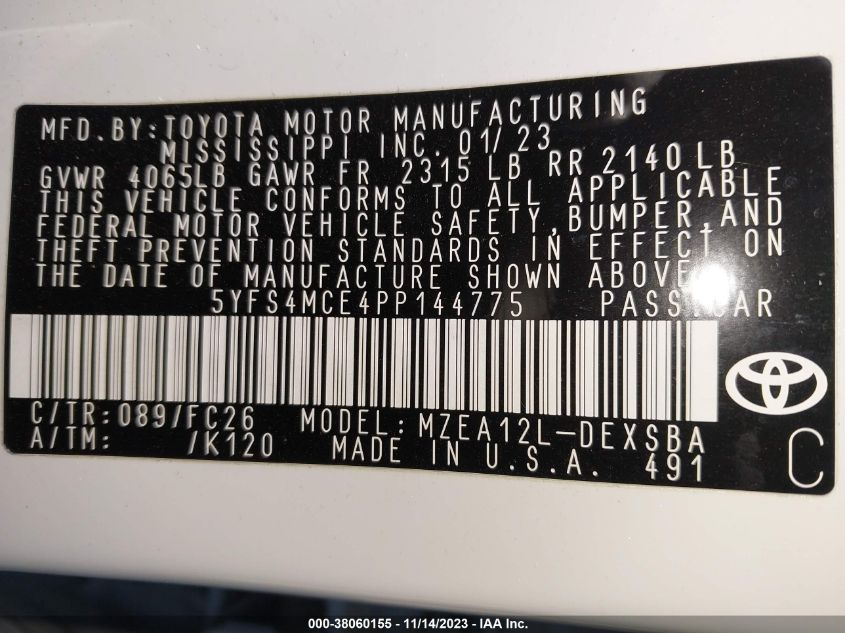 MFD.BY:TOYOTA MOTOR MANUFACTURING
MISSISSIPPI INC. 01/23
GVWR 4065LB GAWR FR 2315 LB RR 2140 LB
THIS VEHICLE CONFORMS TO ALL APPLICABLE
FEDERAL MOTOR VEHICLE SAFETY, BUMPER, AND
THEFT PREVENTION STANDARDS IN EFFECT ON
THE DATE OF MANUFACTURE SHOWN ABOVE.
5YFS4MCE4PP144775 PASS.CAR
C/TR: 089/FC26 MODEL: MZEA12L-DEXSBA
A/TM: /K120 MADE IN U.S.A. 491
C
000-38060155 - 11/14/2023 - IAA Inc.